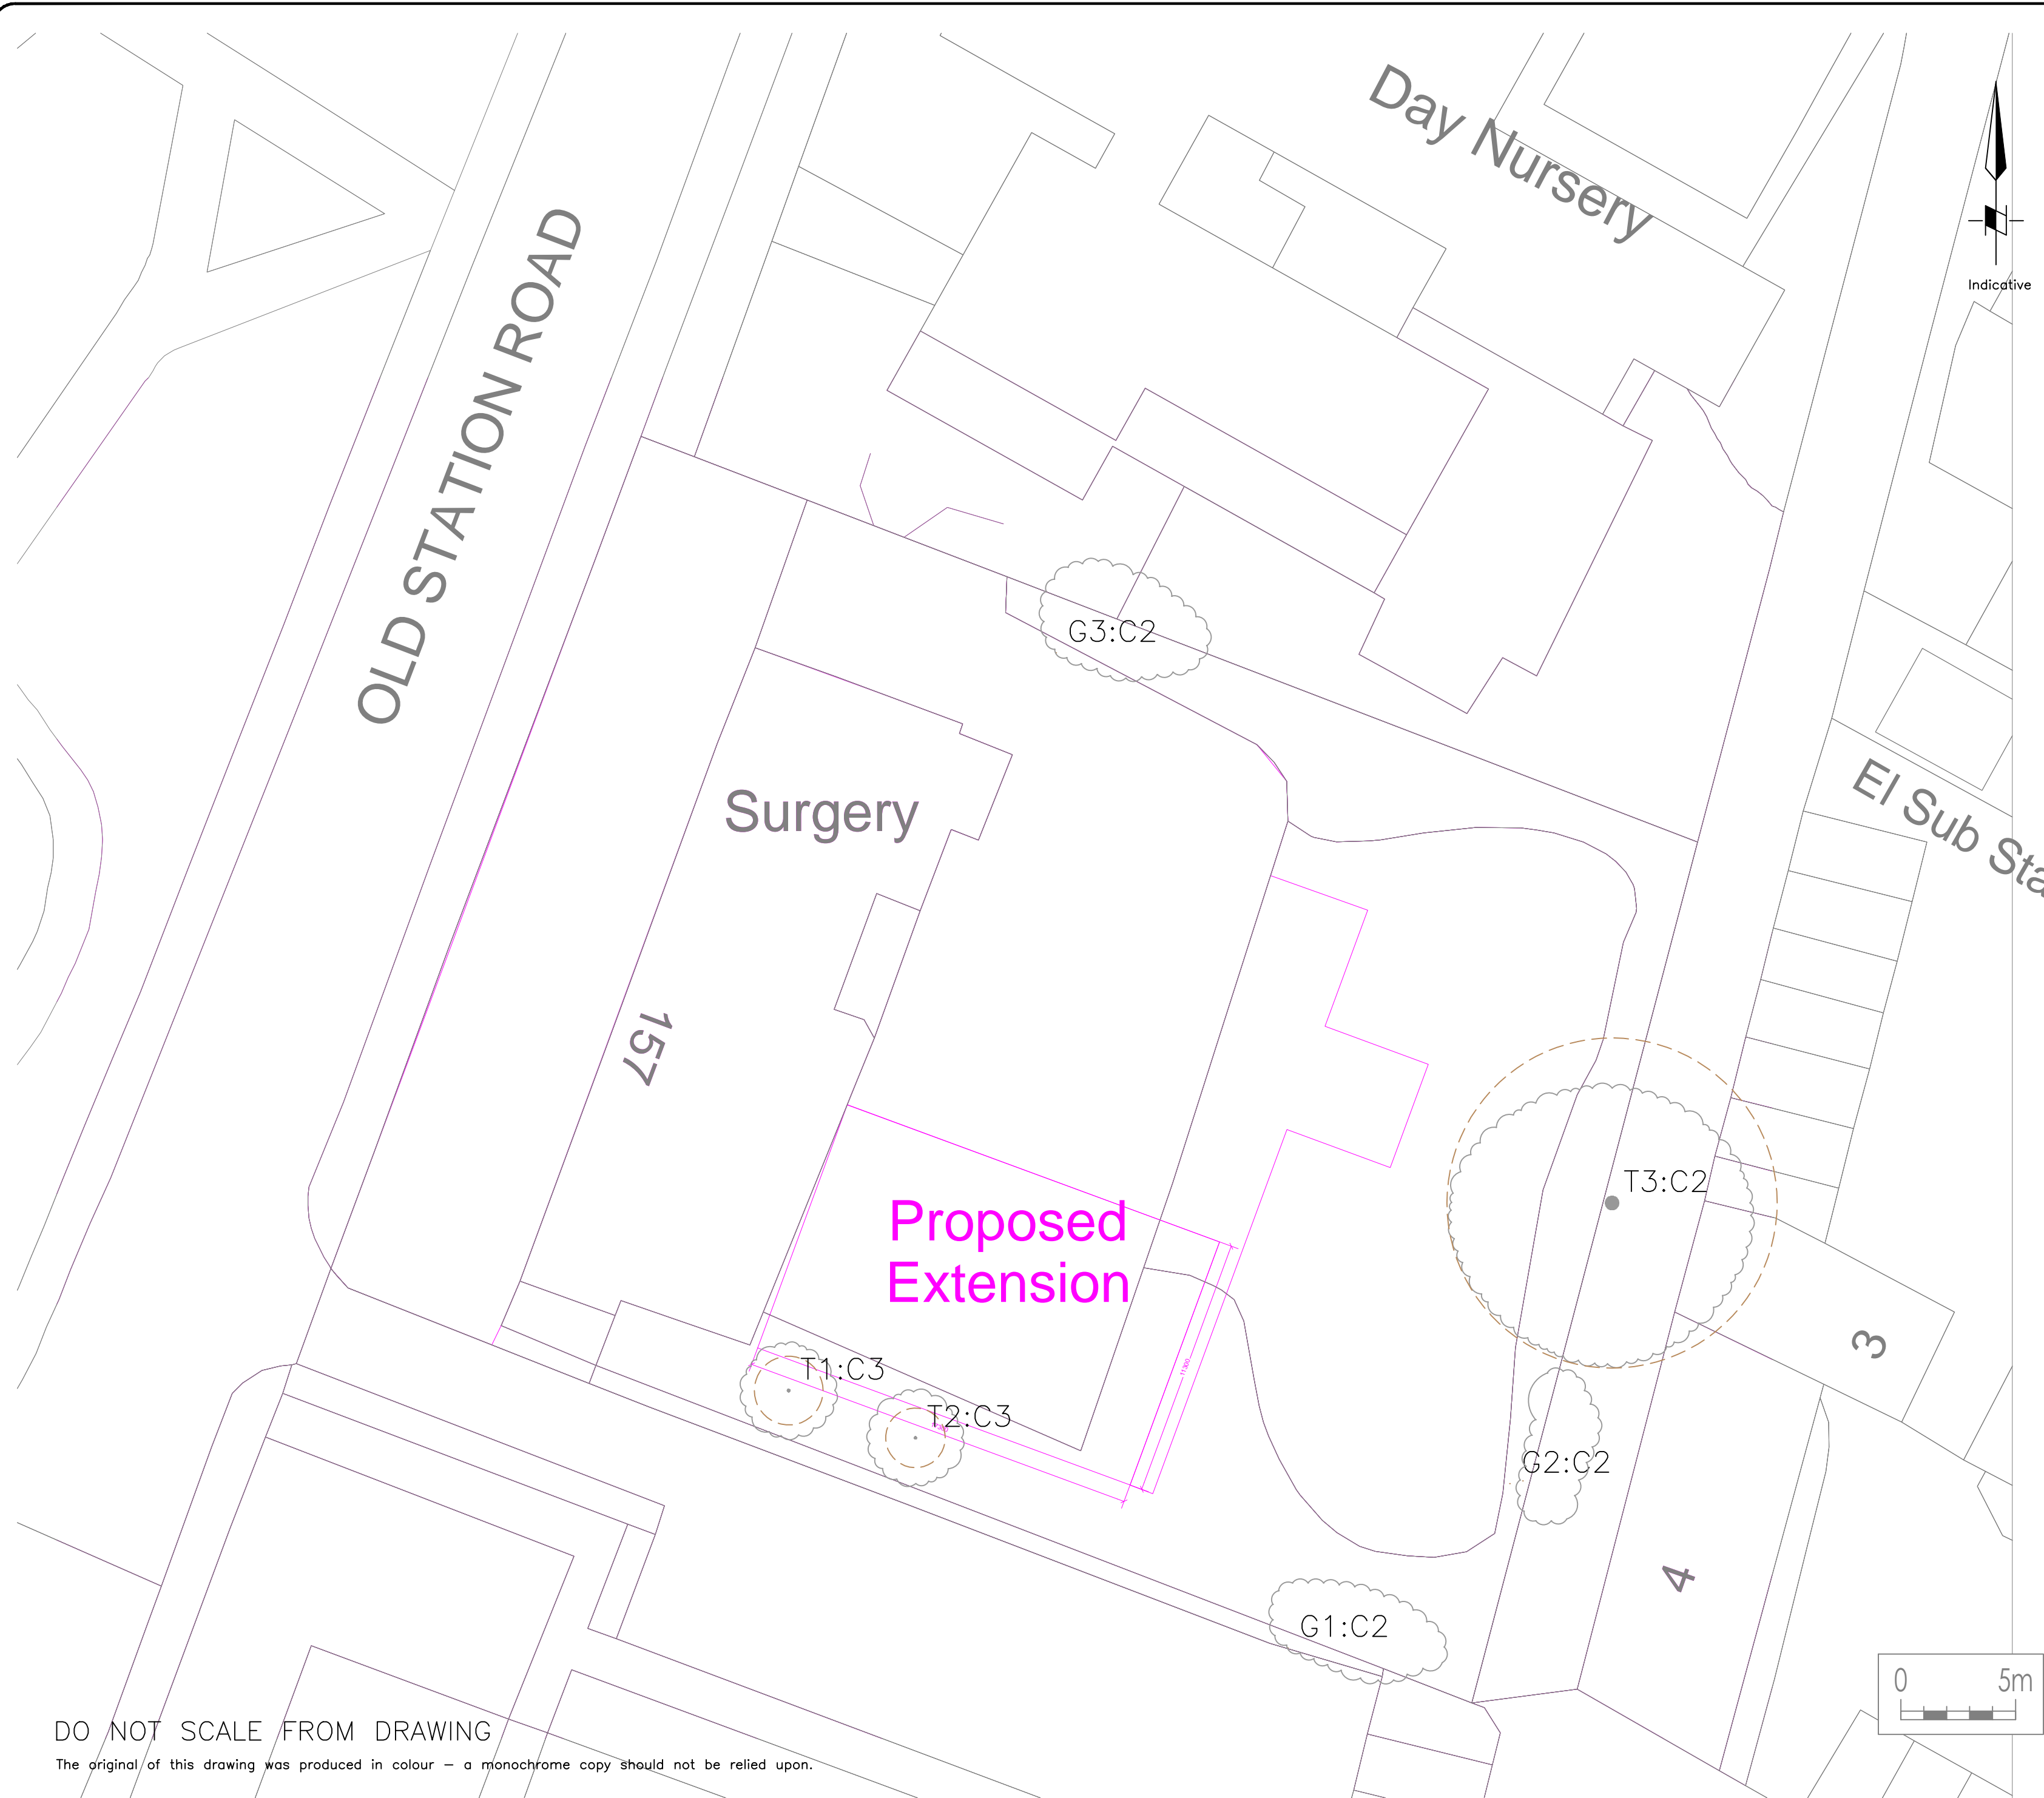 Day Nursery
Indicative
OLD STATION ROAD
G3:C2
Surgery
El Sub Sta
157
T3:C2
Proposed
Extension
3
T1:C3
T2:C3
G2:C2
4
G1:C2
0 5m
DO NOT SCALE FROM DRAWING
The original of this drawing was produced in colour – a monochrome copy should not be relied upon.